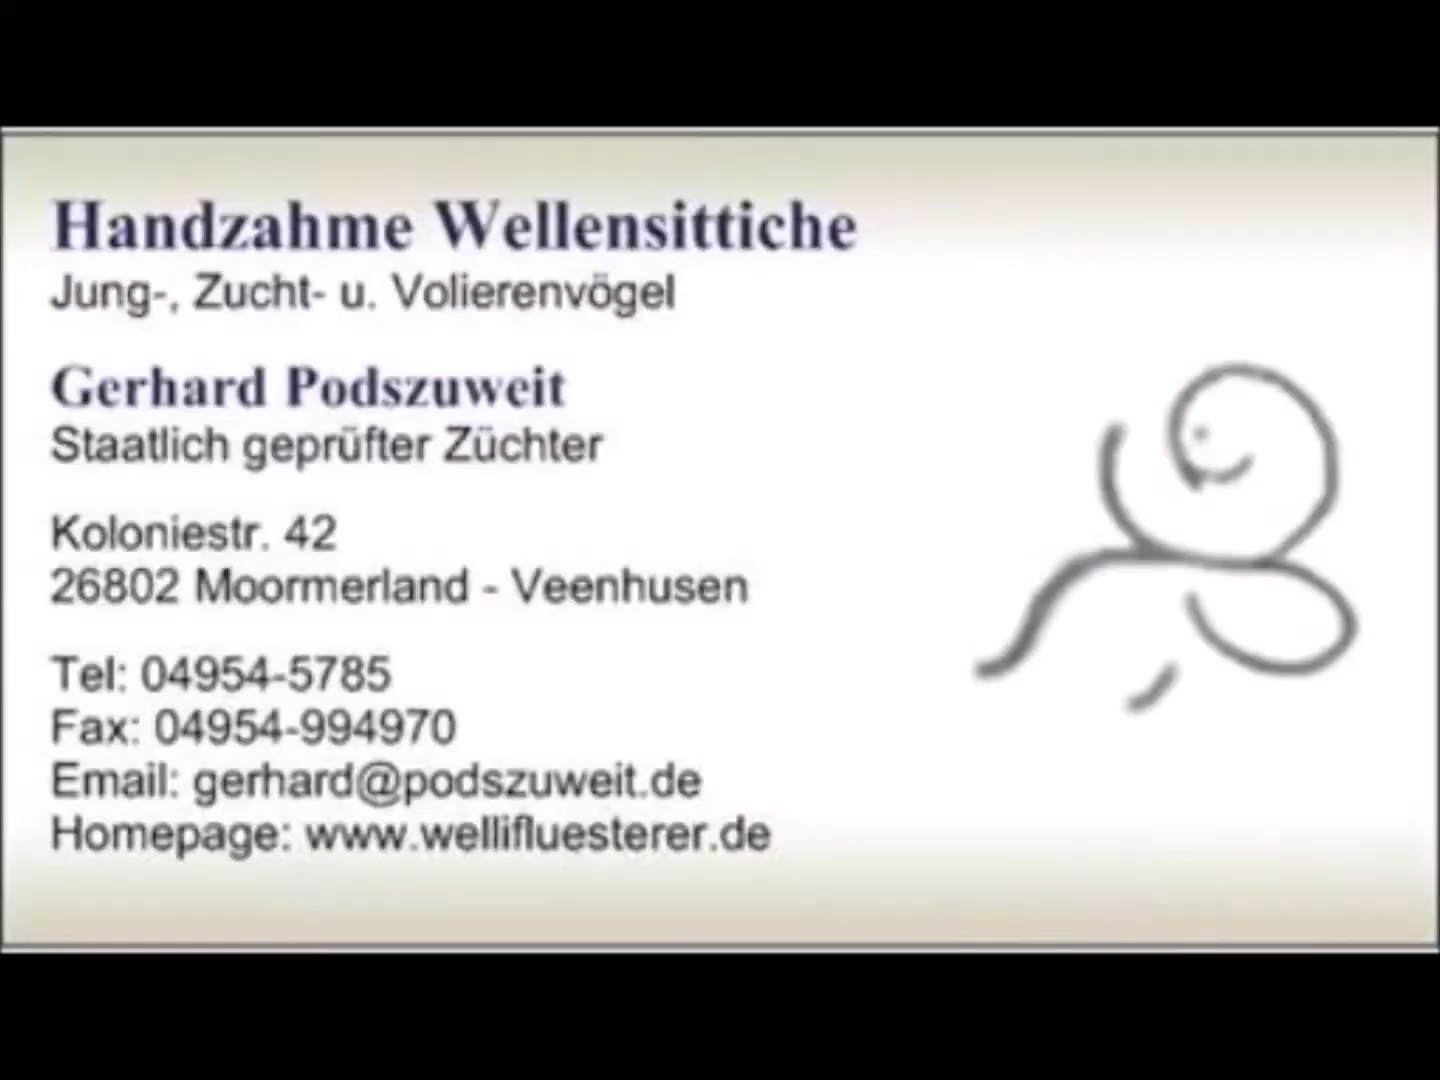 Handzahme Wellensittiche
Jung-, Zucht- u. Volierenvögel
Gerhard Podszuweit
Staatlich geprüfter Züchter
Koloniestr. 42
26802 Moormerland - Veenhusen
Tel: 04954-5785
Fax: 04954-994970
Email: gerhard@podszuweit.de
Homepage: www.wellifluesterer.de